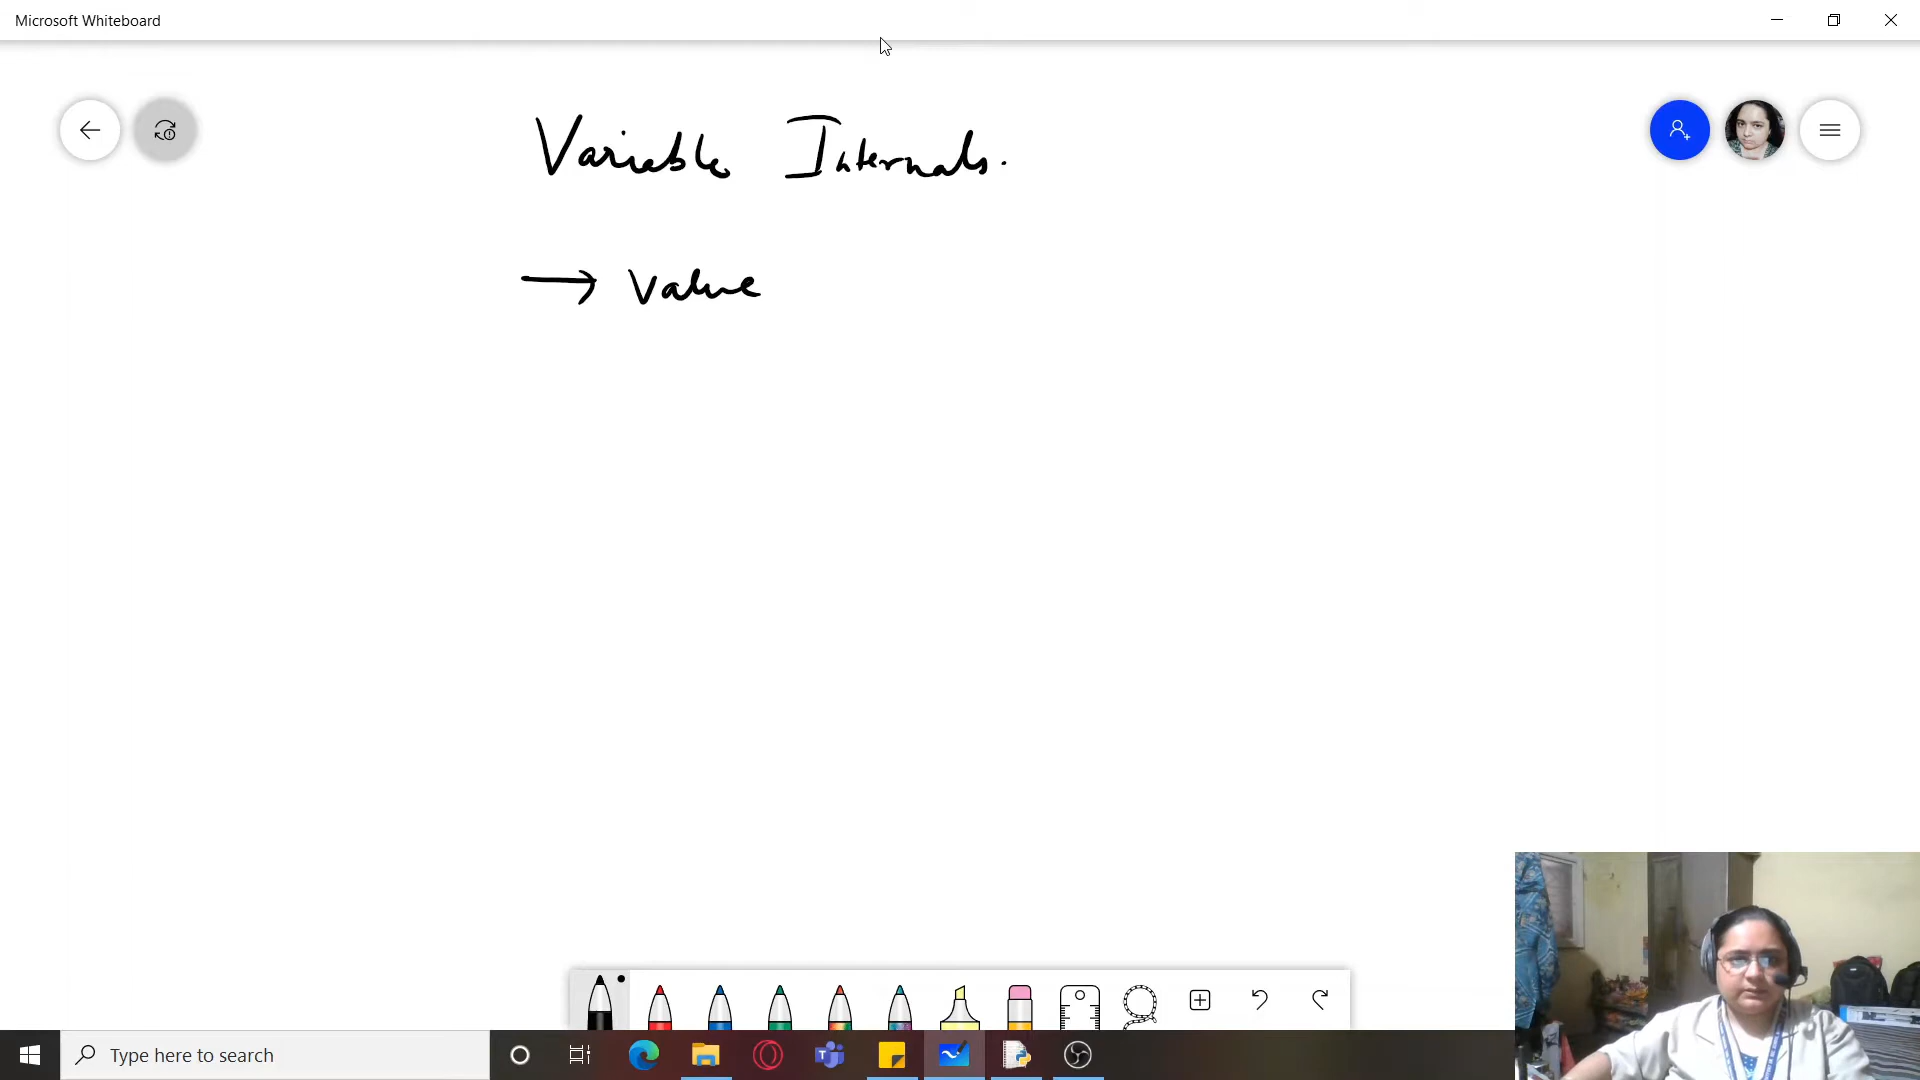 Microsoft Whiteboard
Variable Internals.
→ Value
Type here to search